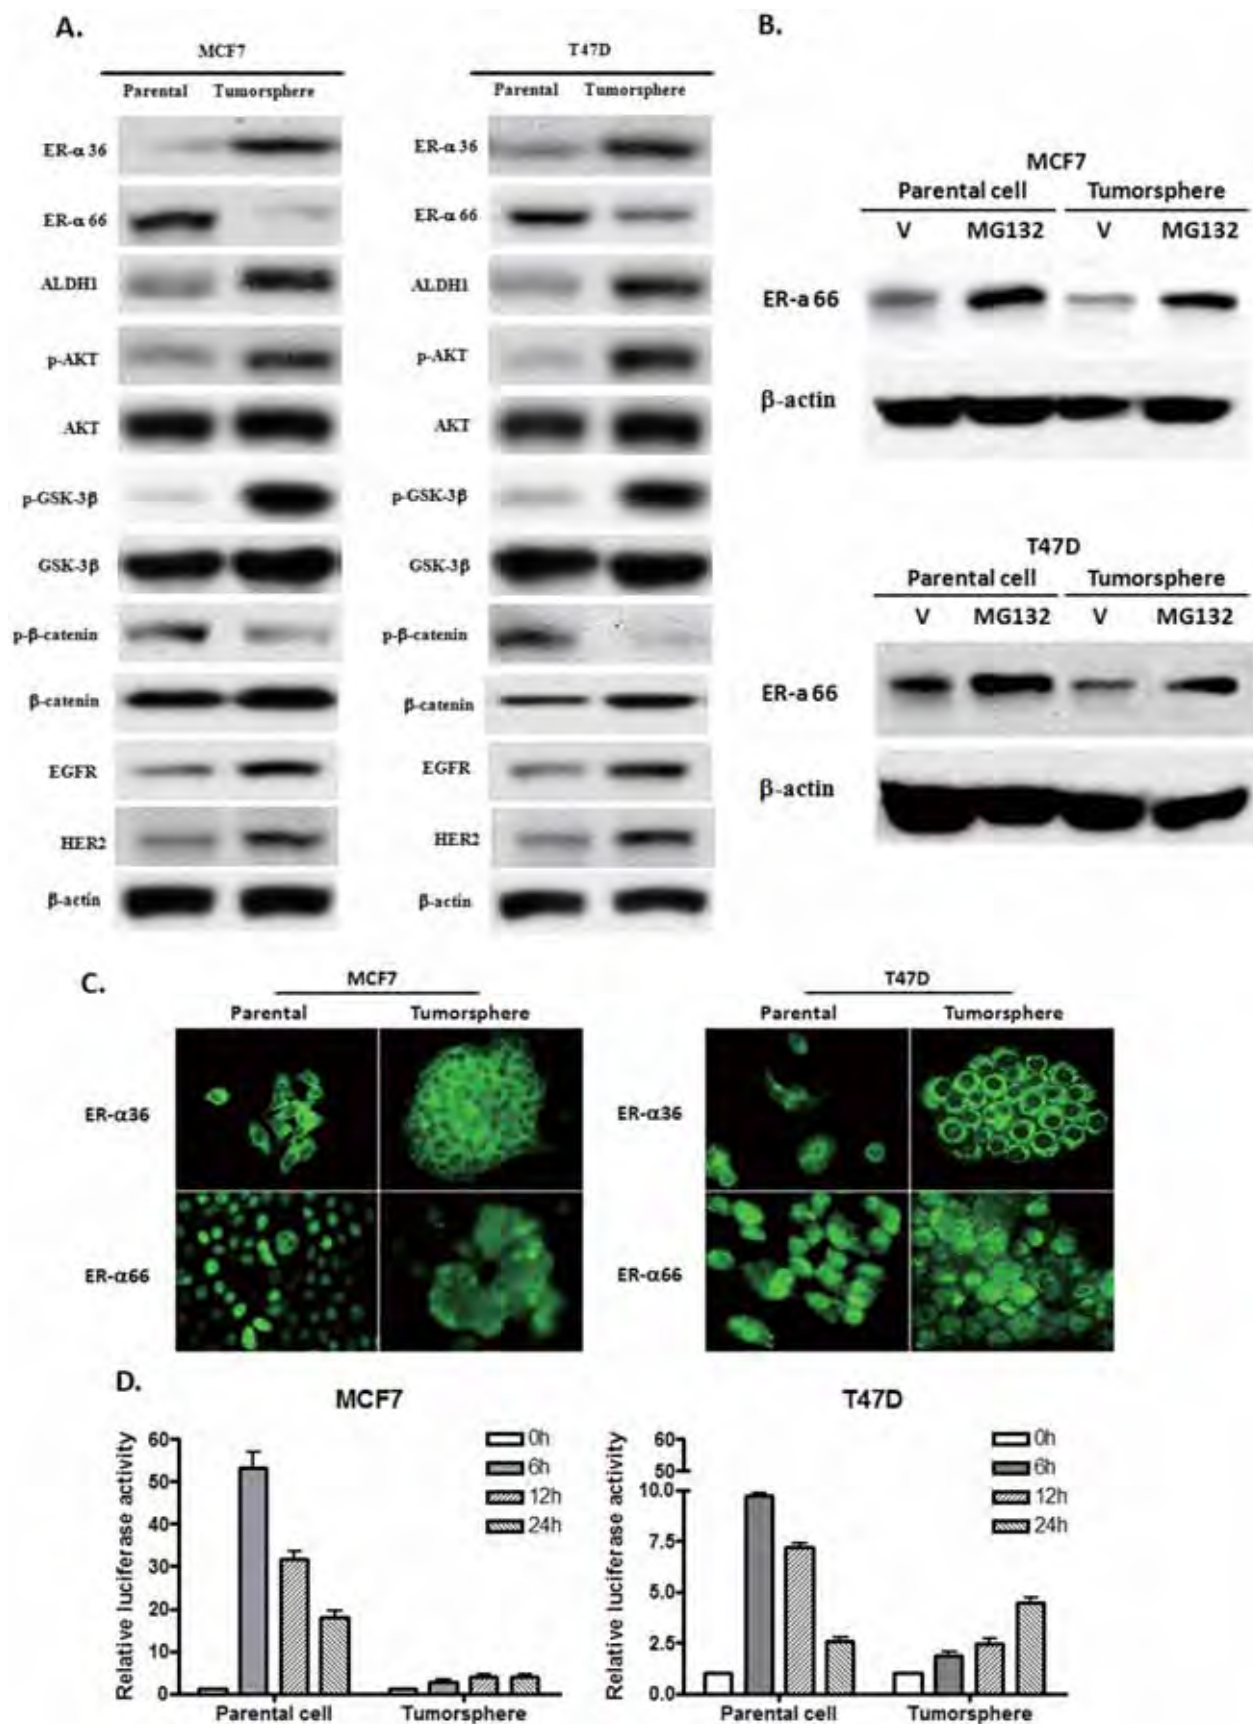 A.
MCF7
Parental Tumorsphere
ER-α 36
ER-α 66
ALDH1
p-AKT
AKT
p-GSK-3β
GSK-3β
p-β-catenin
β-catenin
EGFR
HER2
β-actin
T47D
Parental Tumorsphere
ER-α 36
ER-α 66
ALDH1
p-AKT
AKT
p-GSK-3β
GSK-3β
p-β-catenin
β-catenin
EGFR
HER2
β-actin
B.
MCF7
Parental cell Tumorsphere
V MG132 V MG132
ER-a 66
β-actin
T47D
Parental cell Tumorsphere
V MG132 V MG132
ER-a 66
β-actin
C.
MCF7
Parental Tumorsphere
ER-α36
ER-α66
T47D
Parental Tumorsphere
ER-α36
ER-α66
D.
MCF7
Relative luciferase activity
60
50
40
30
20
10
0
0h
6h
12h
24h
Parental cell Tumorsphere
T47D
Relative luciferase activity
60
50
10.0
7.5
5.0
2.5
0.0
0h
6h
12h
24h
Parental cell Tumorsphere